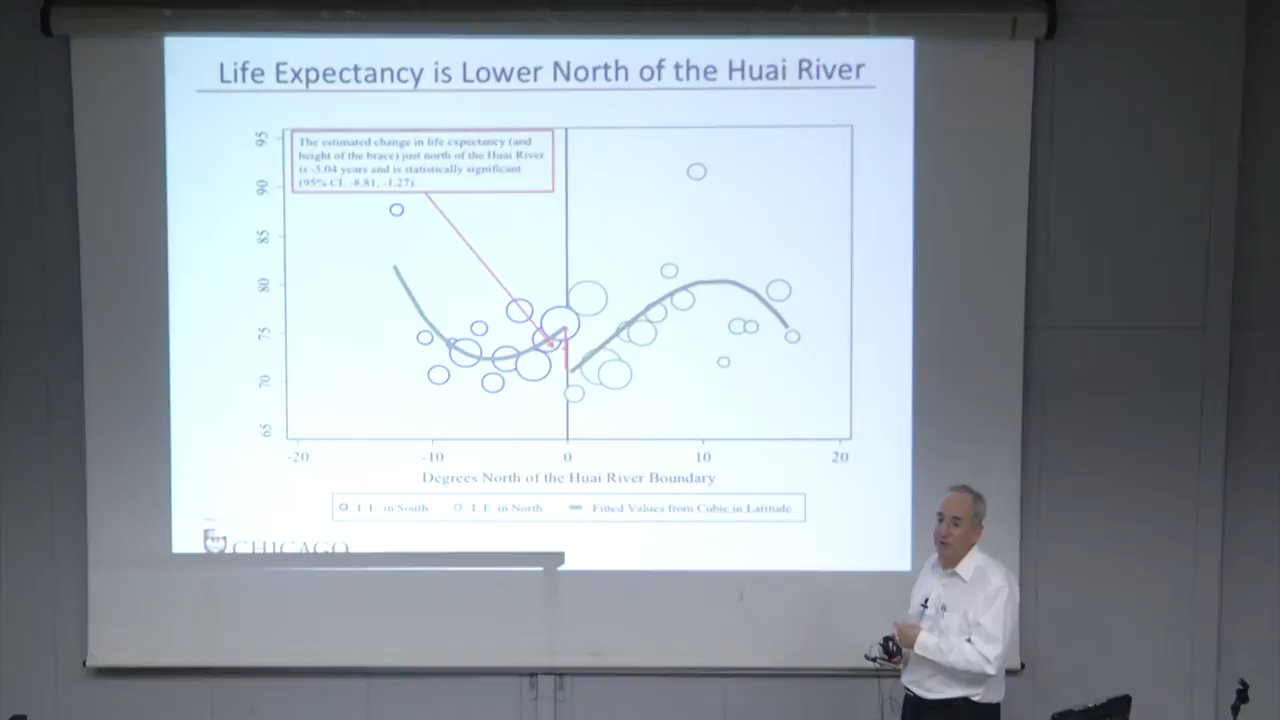 Life Expectancy is Lower North of the Huai River
The estimated change in life expectancy (and
height of the brace) just north of the Huai River
is -5.04 years and is statistically significant
(95% CI: -8.81, -1.27)
95
90
85
80
75
70
65
-20 -10 0 10 20
Degrees North of the Huai River Boundary
L.E. in South L.E. in North Fitted Values from Cubic in Latitude
CHICAGO